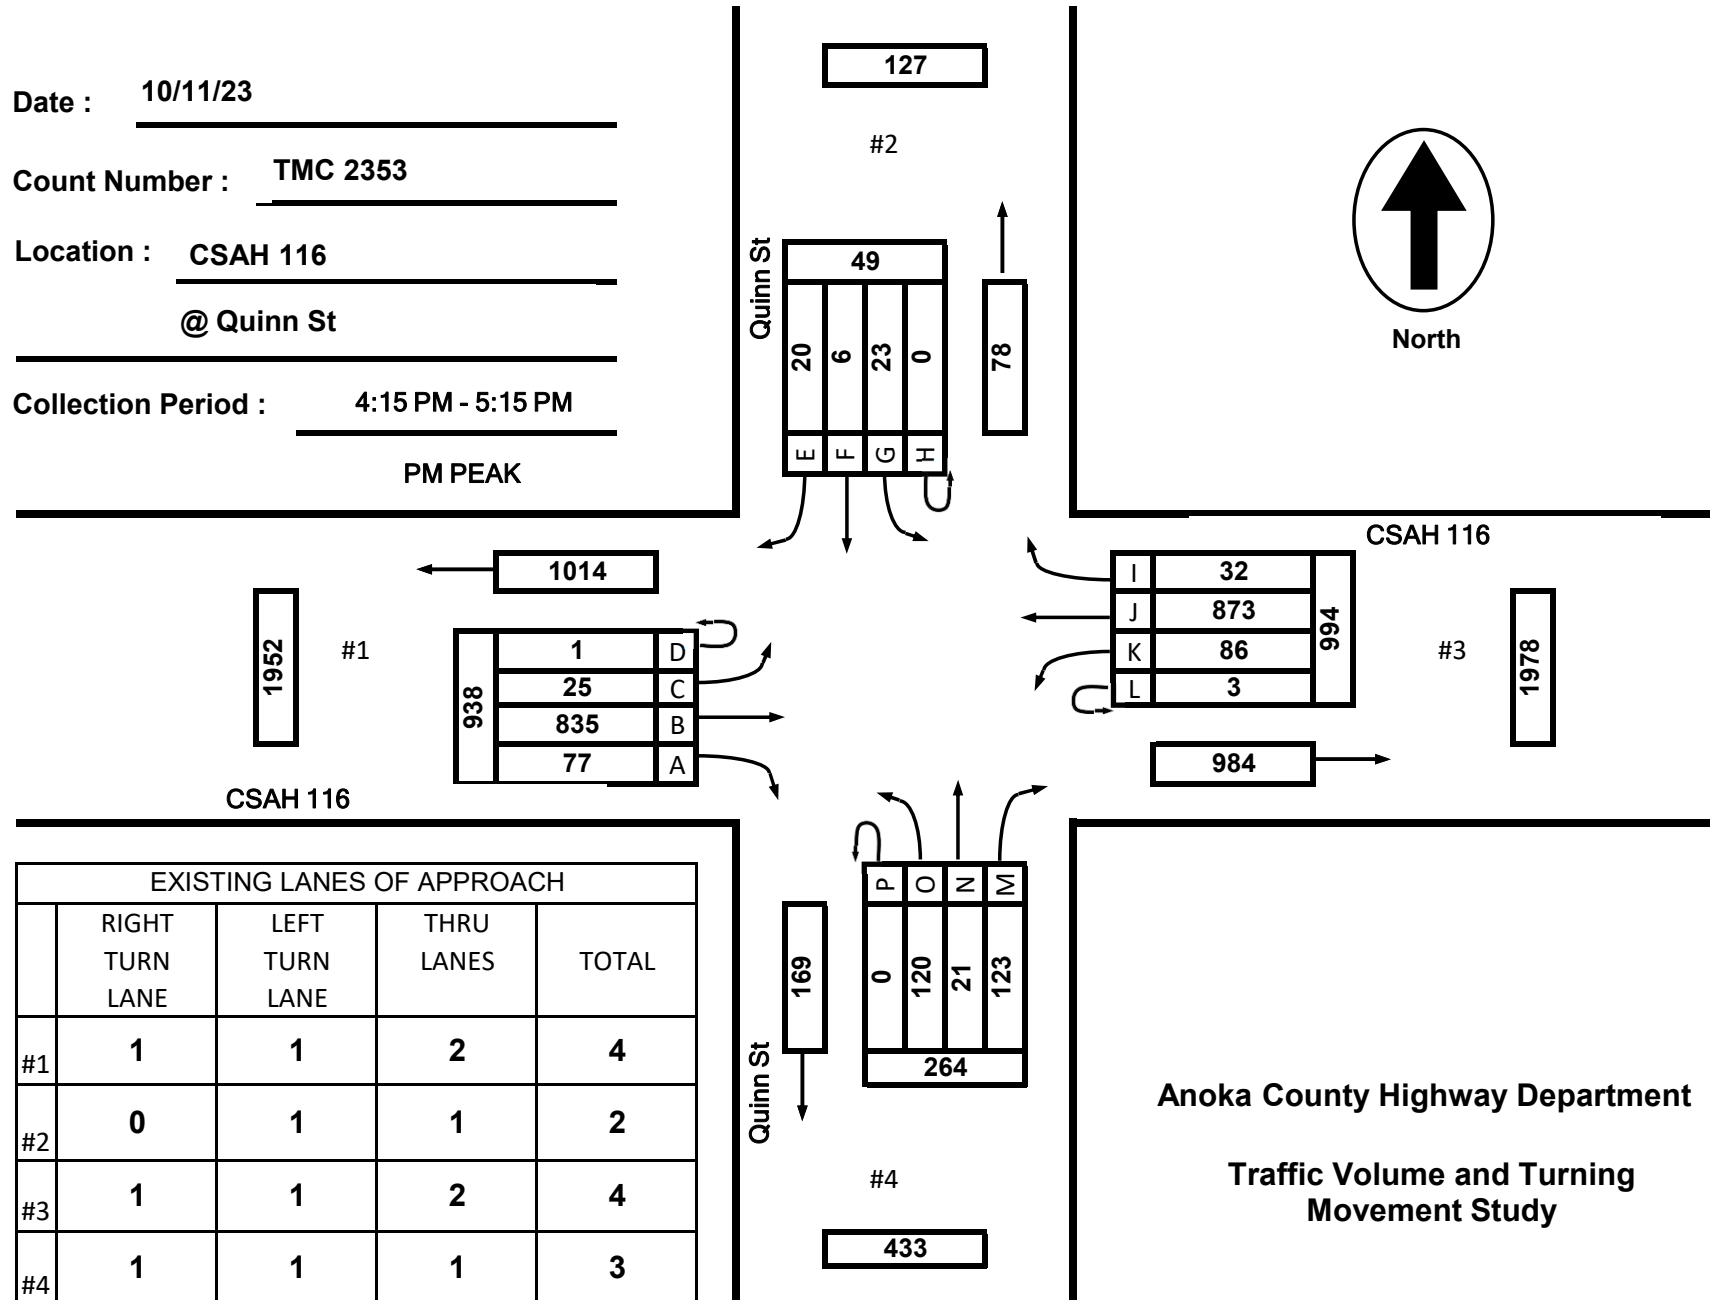 Date : 10/11/23
Count Number : TMC 2353
Location : CSAH 116
@ Quinn St
Collection Period : 4:15 PM - 5:15 PM
PM PEAK
127
#2
Quinn St
49
20 6 23 0
E F G H
78
North
CSAH 116
1014
1952
#1
938
1 D
25 C
835 B
77 A
CSAH 116
I 32
J 873
K 86
L 3
994
#3
1978
984
P O N M
0 120 21 123
264
169
Quinn St
#4
433
EXISTING LANES OF APPROACH
RIGHT TURN LANE LEFT TURN LANE THRU LANES TOTAL
#1 1 1 2 4
#2 0 1 1 2
#3 1 1 2 4
#4 1 1 1 3
Anoka County Highway Department
Traffic Volume and Turning
Movement Study